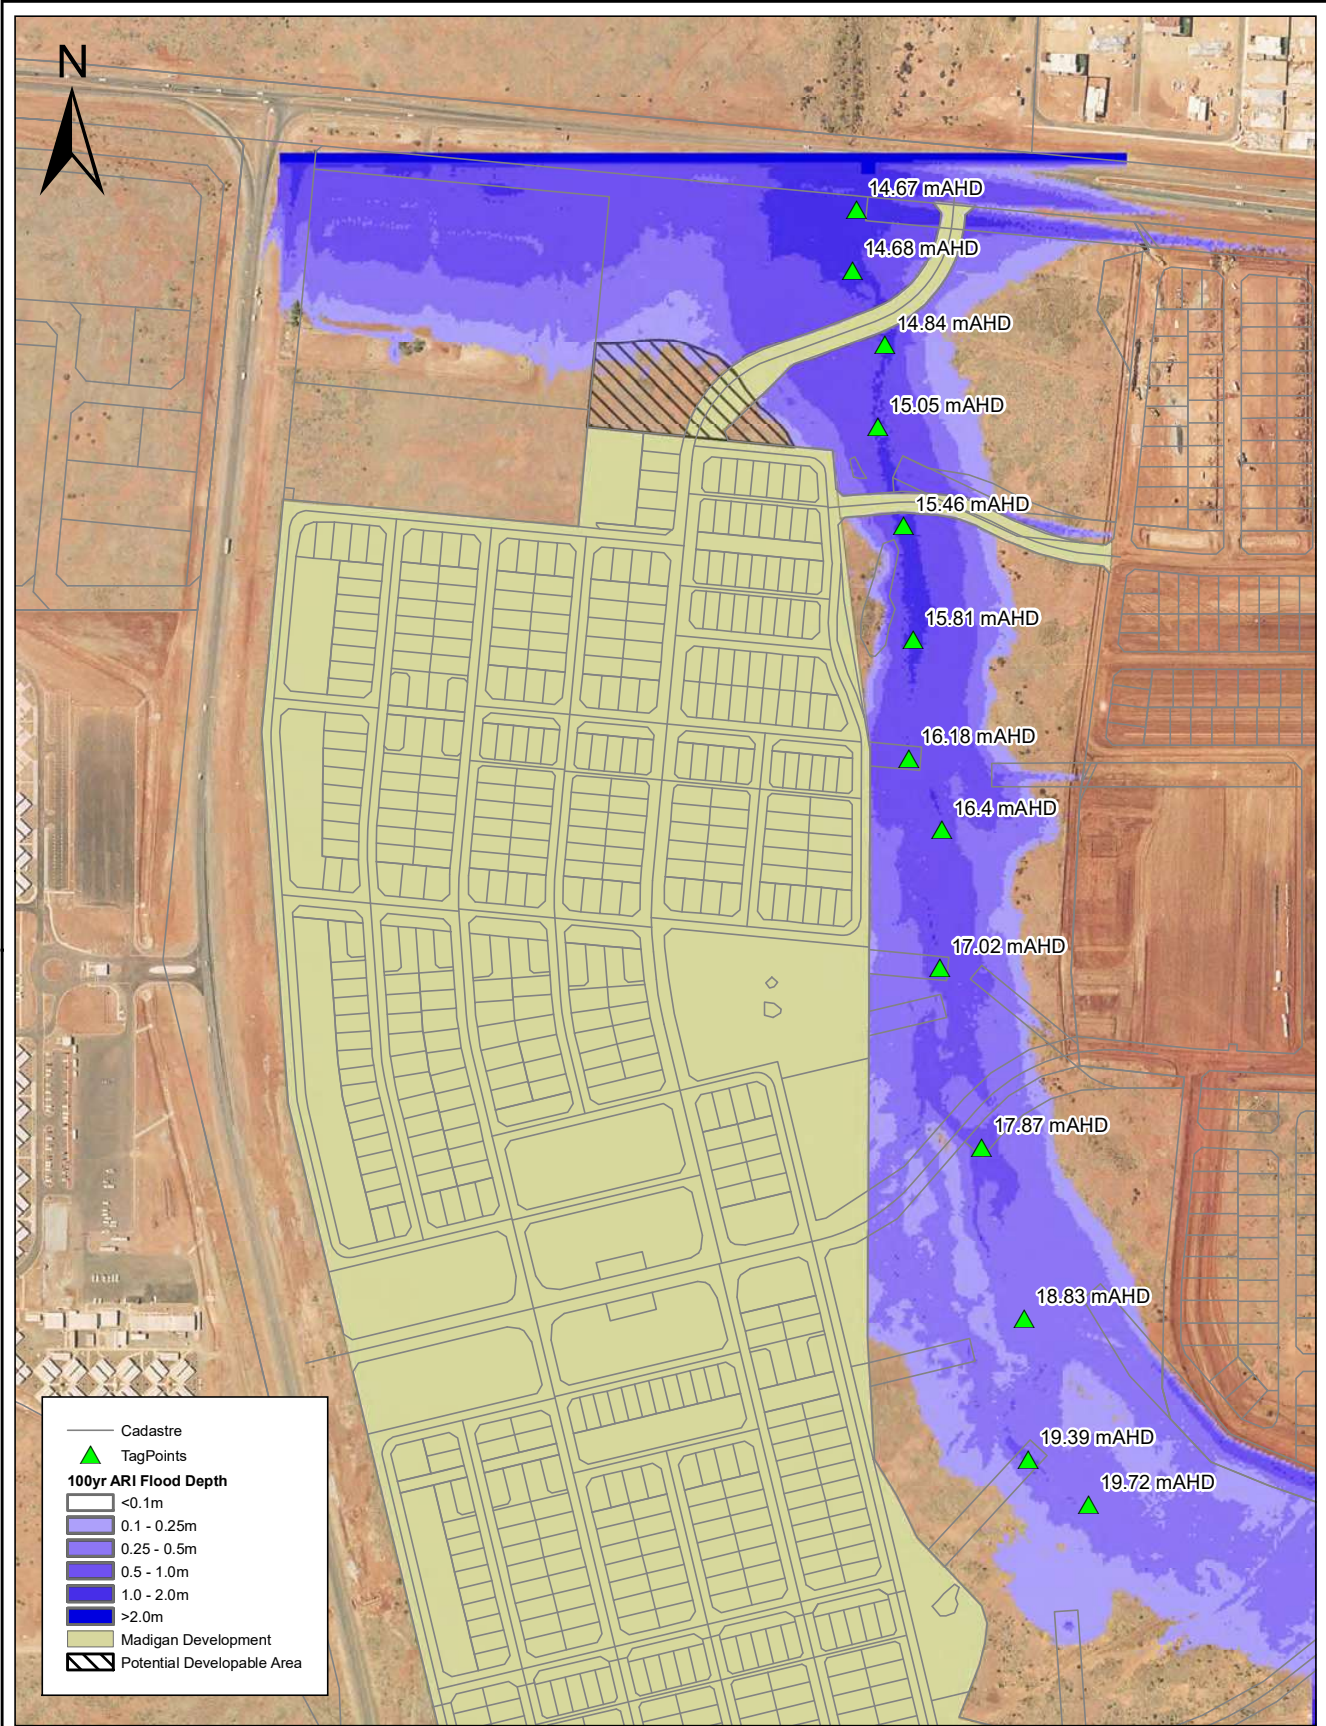 N
14.67 mAHD
14.68 mAHD
14.84 mAHD
15.05 mAHD
15.46 mAHD
15.81 mAHD
16.18 mAHD
16.4 mAHD
17.02 mAHD
17.87 mAHD
18.83 mAHD
19.39 mAHD
19.72 mAHD
Cadastre
TagPoints
100yr ARI Flood Depth
<0.1m
0.1 - 0.25m
0.25 - 0.5m
0.5 - 1.0m
1.0 - 2.0m
>2.0m
Madigan Development
Potential Developable Area